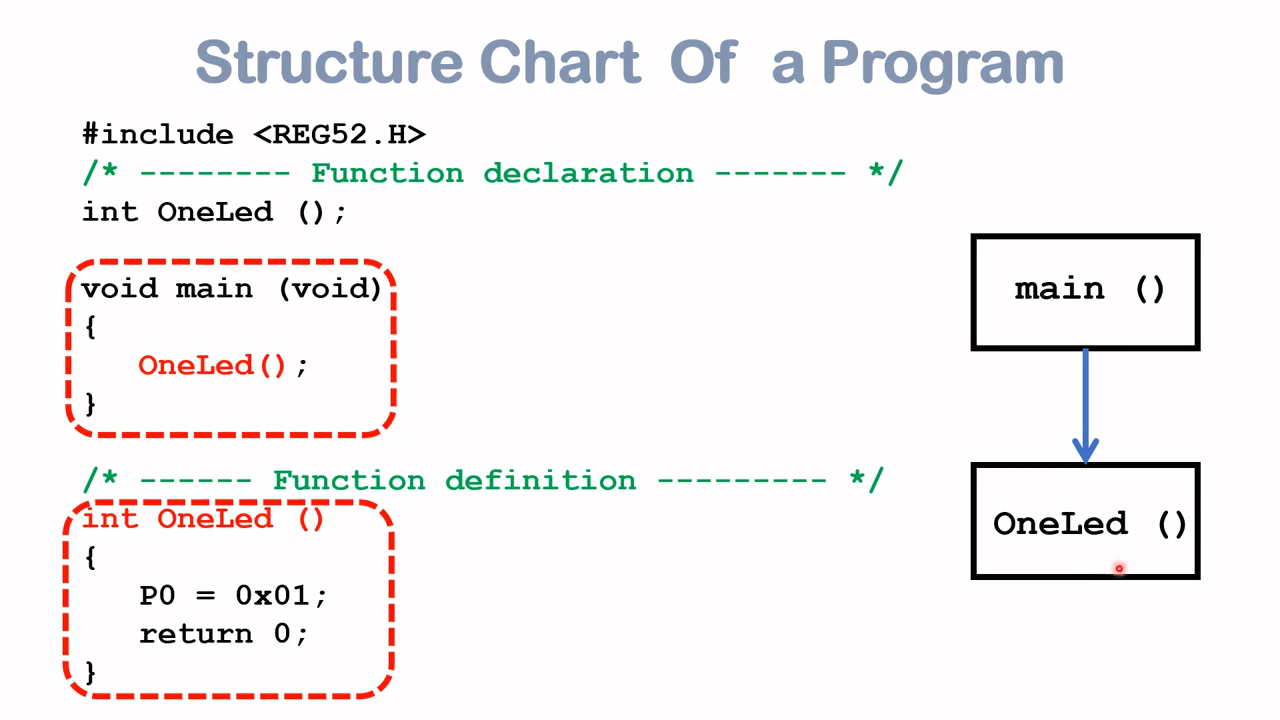 Structure Chart Of a Program
#include <REG52.H>
/* -------- Function declaration ------- */
int OneLed ();
void main (void)
{
OneLed();
}
/* ------ Function definition --------- */
int OneLed ()
{
P0 = 0x01;
return 0;
}
main ()
OneLed ()